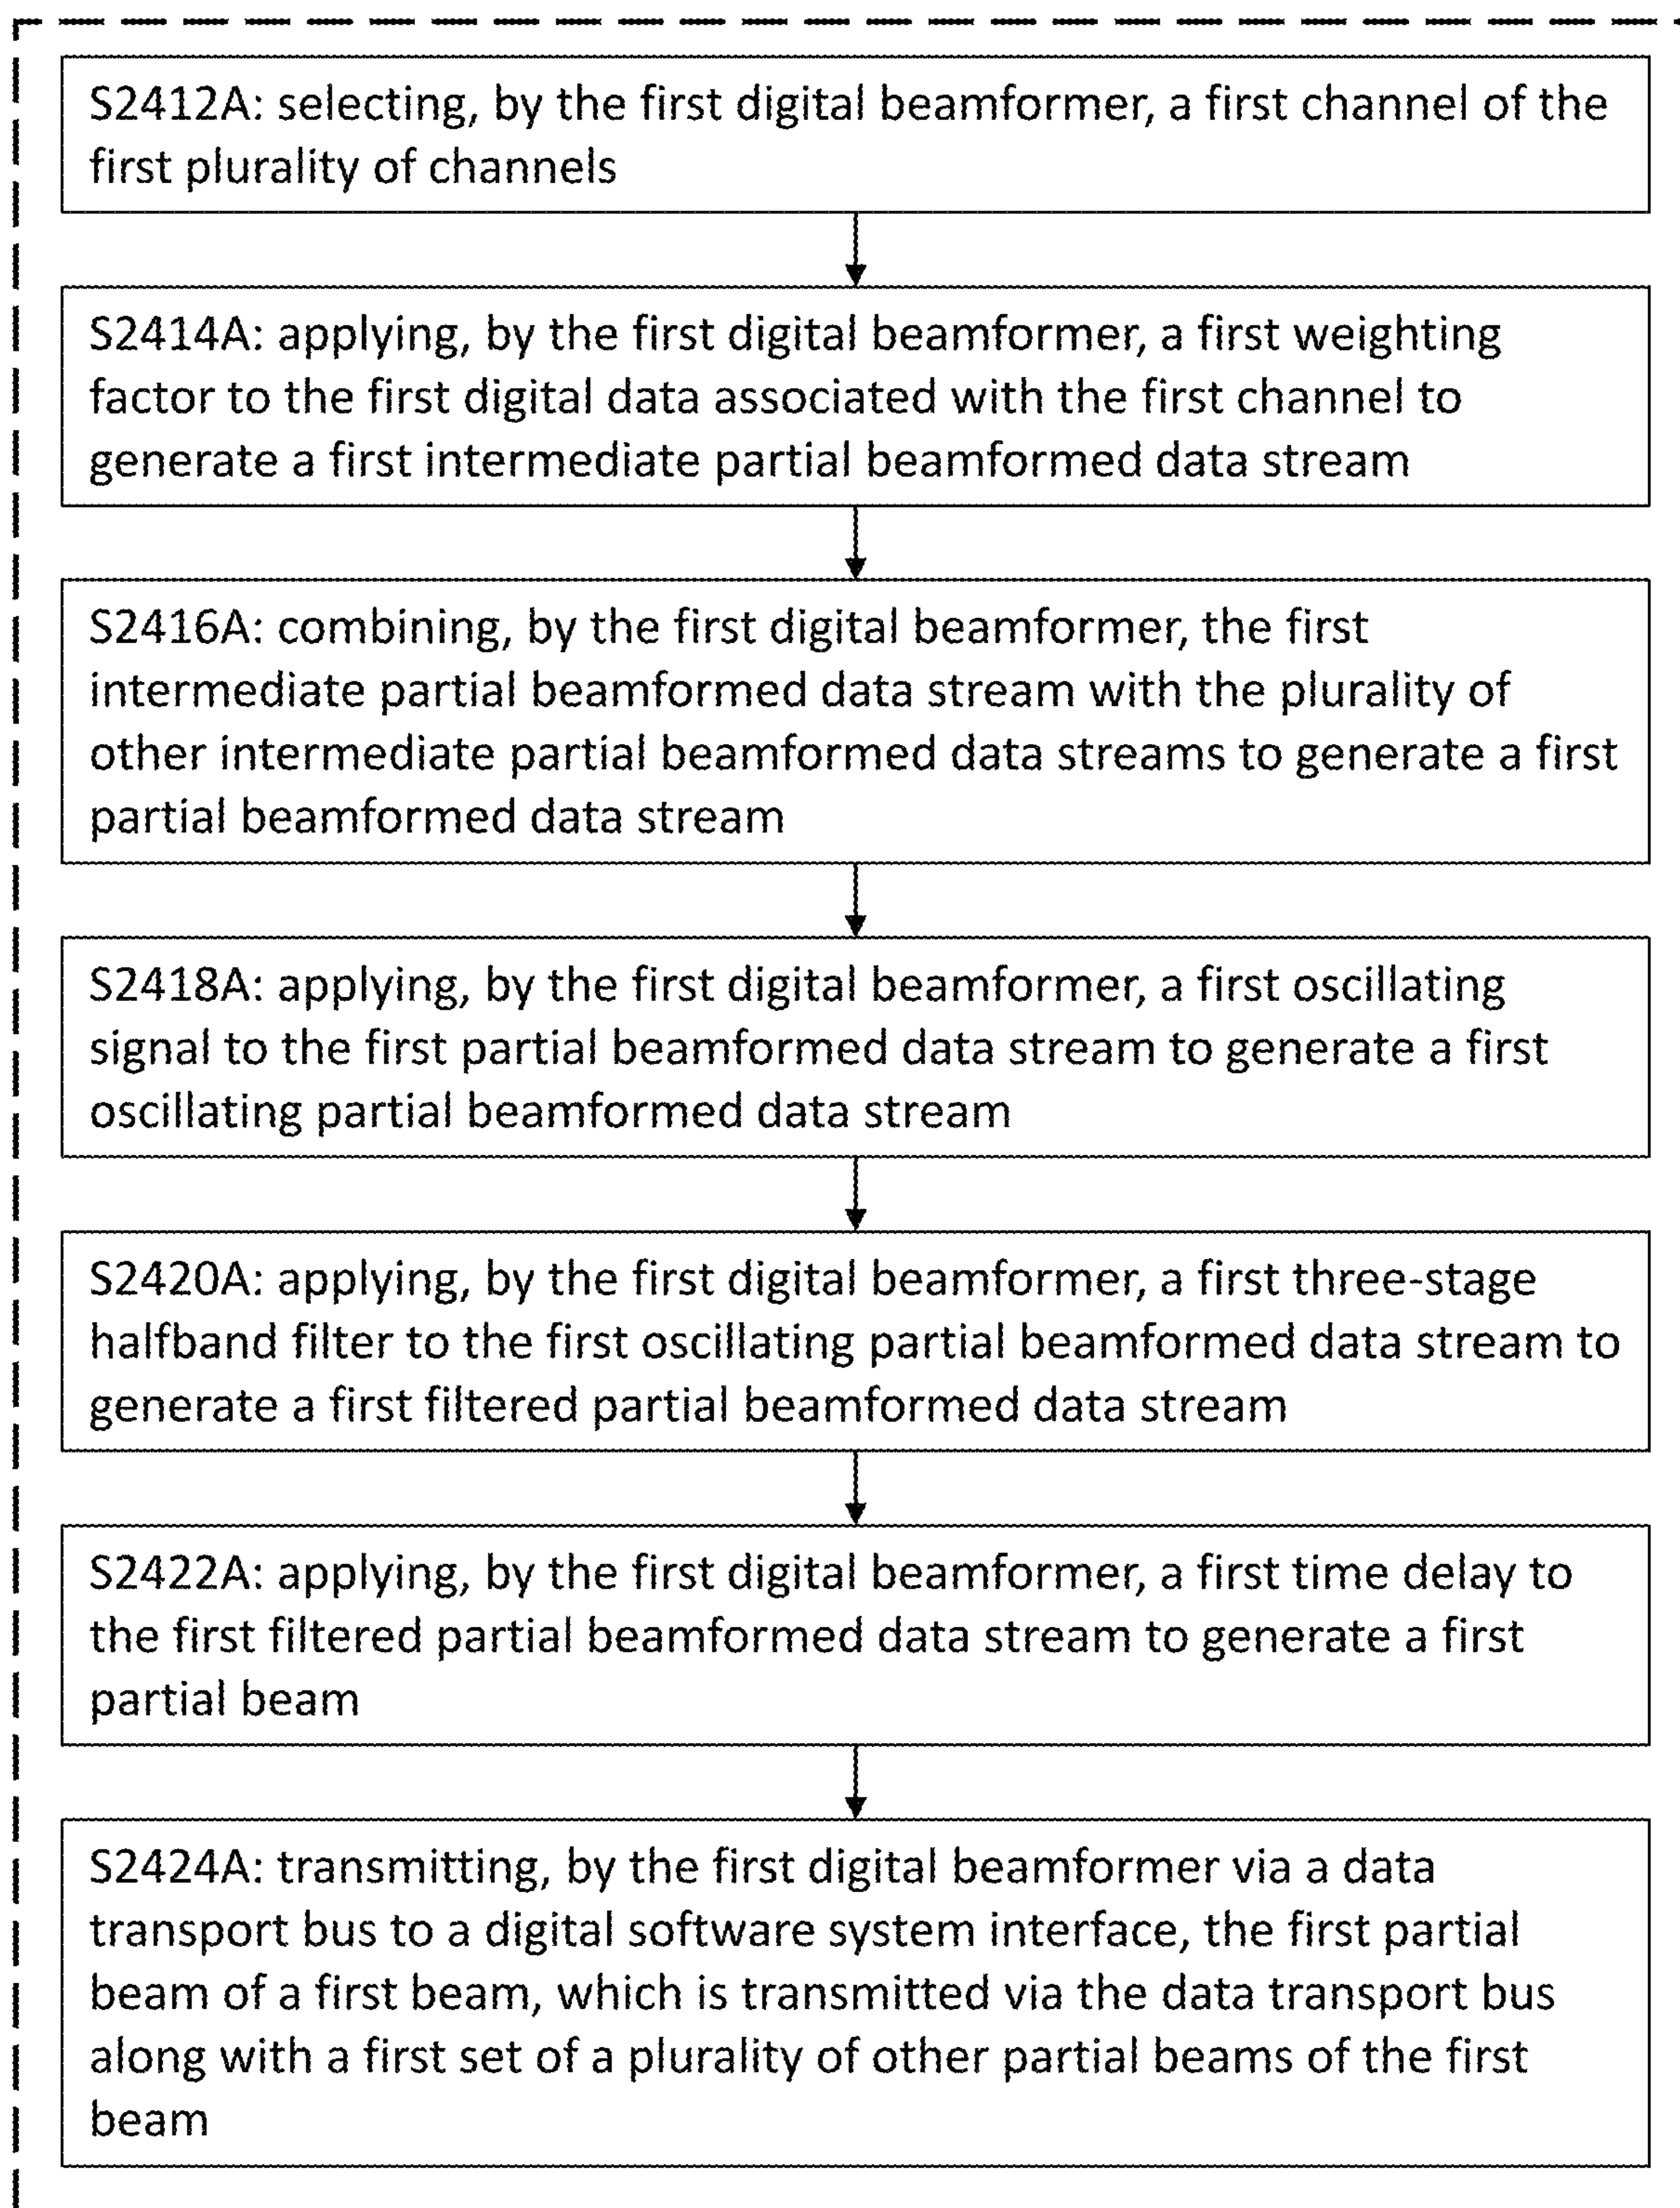 S2412A: selecting, by the first digital beamformer, a first channel of the
first plurality of channels
S2414A: applying, by the first digital beamformer, a first weighting
factor to the first digital data associated with the first channel to
generate a first intermediate partial beamformed data stream
S2416A: combining, by the first digital beamformer, the first
intermediate partial beamformed data stream with the plurality of
other intermediate partial beamformed data streams to generate a first
partial beamformed data stream
S2418A: applying, by the first digital beamformer, a first oscillating
signal to the first partial beamformed data stream to generate a first
oscillating partial beamformed data stream
S2420A: applying, by the first digital beamformer, a first three-stage
halfband filter to the first oscillating partial beamformed data stream to
generate a first filtered partial beamformed data stream
S2422A: applying, by the first digital beamformer, a first time delay to
the first filtered partial beamformed data stream to generate a first
partial beam
S2424A: transmitting, by the first digital beamformer via a data
transport bus to a digital software system interface, the first partial
beam of a first beam, which is transmitted via the data transport bus
along with a first set of a plurality of other partial beams of the first
beam